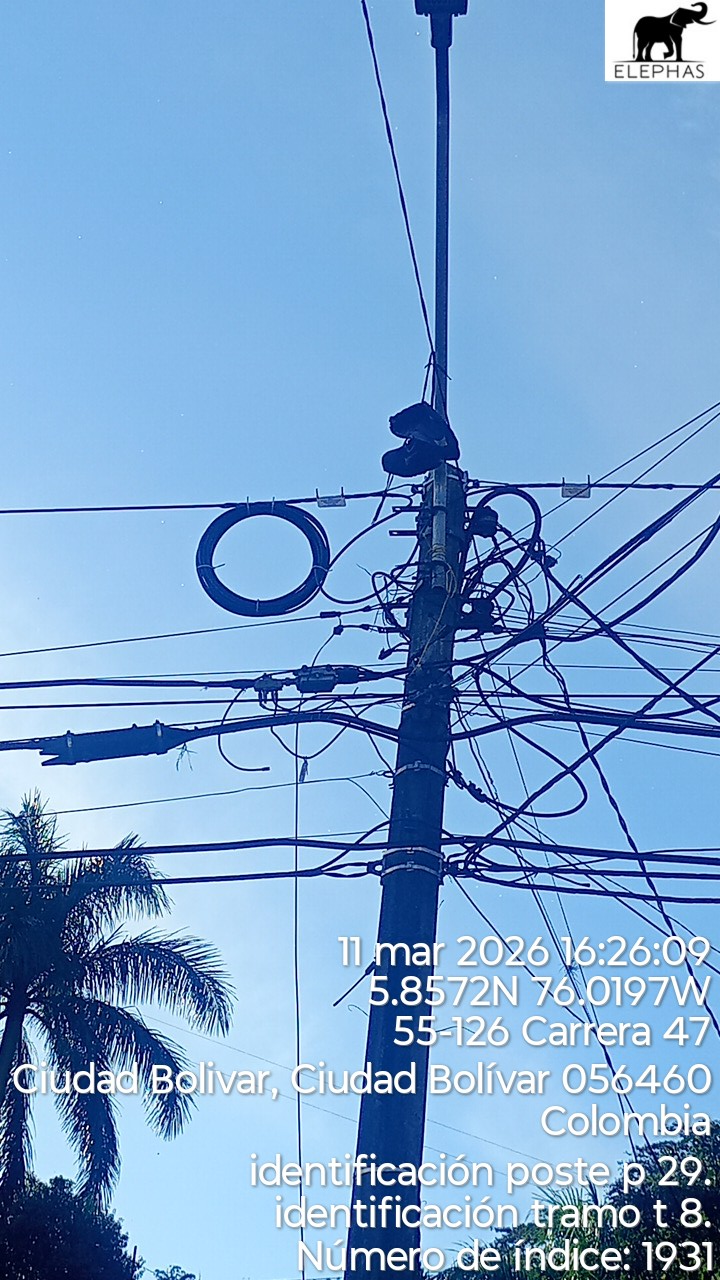 ELEPHAS
11 mar 2026 16:26:09
5.8572N 76.0197W
55-126 Carrera 47
Ciudad Bolivar, Ciudad Bolívar 056460
Colombia
identificación poste p 29.
identificación tramo t 8.
Número de índice: 1931